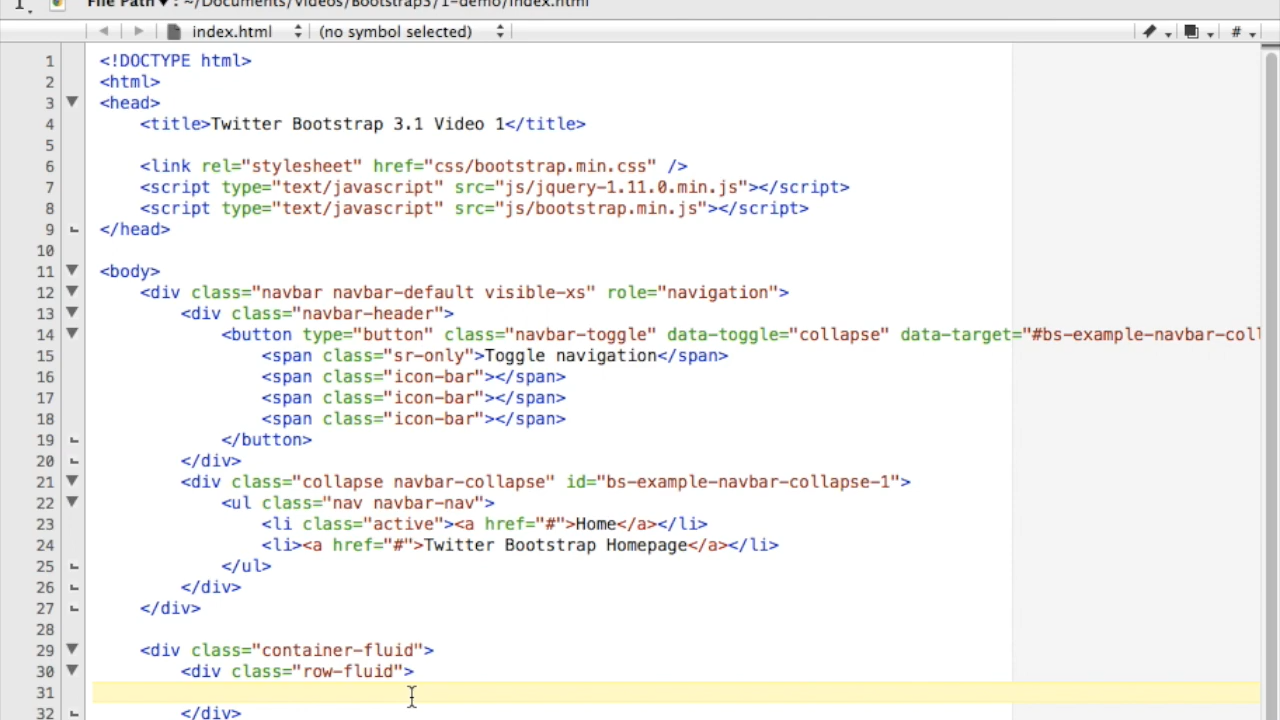 File Path ▾ : ~/Documents/Videos/Bootstrap3/1-demo/index.html
index.html (no symbol selected) #
1 <!DOCTYPE html>
2 <html>
3 <head>
4 <title>Twitter Bootstrap 3.1 Video 1</title>
5
6 <link rel="stylesheet" href="css/bootstrap.min.css" />
7 <script type="text/javascript" src="js/jquery-1.11.0.min.js"></script>
8 <script type="text/javascript" src="js/bootstrap.min.js"></script>
9 </head>
10
11 <body>
12 <div class="navbar navbar-default visible-xs" role="navigation">
13 <div class="navbar-header">
14 <button type="button" class="navbar-toggle" data-toggle="collapse" data-target="#bs-example-navbar-coll
15 <span class="sr-only">Toggle navigation</span>
16 <span class="icon-bar"></span>
17 <span class="icon-bar"></span>
18 <span class="icon-bar"></span>
19 </button>
20 </div>
21 <div class="collapse navbar-collapse" id="bs-example-navbar-collapse-1">
22 <ul class="nav navbar-nav">
23 <li class="active"><a href="#">Home</a></li>
24 <li><a href="#">Twitter Bootstrap Homepage</a></li>
25 </ul>
26 </div>
27 </div>
28
29 <div class="container-fluid">
30 <div class="row-fluid">
31
32 </div>